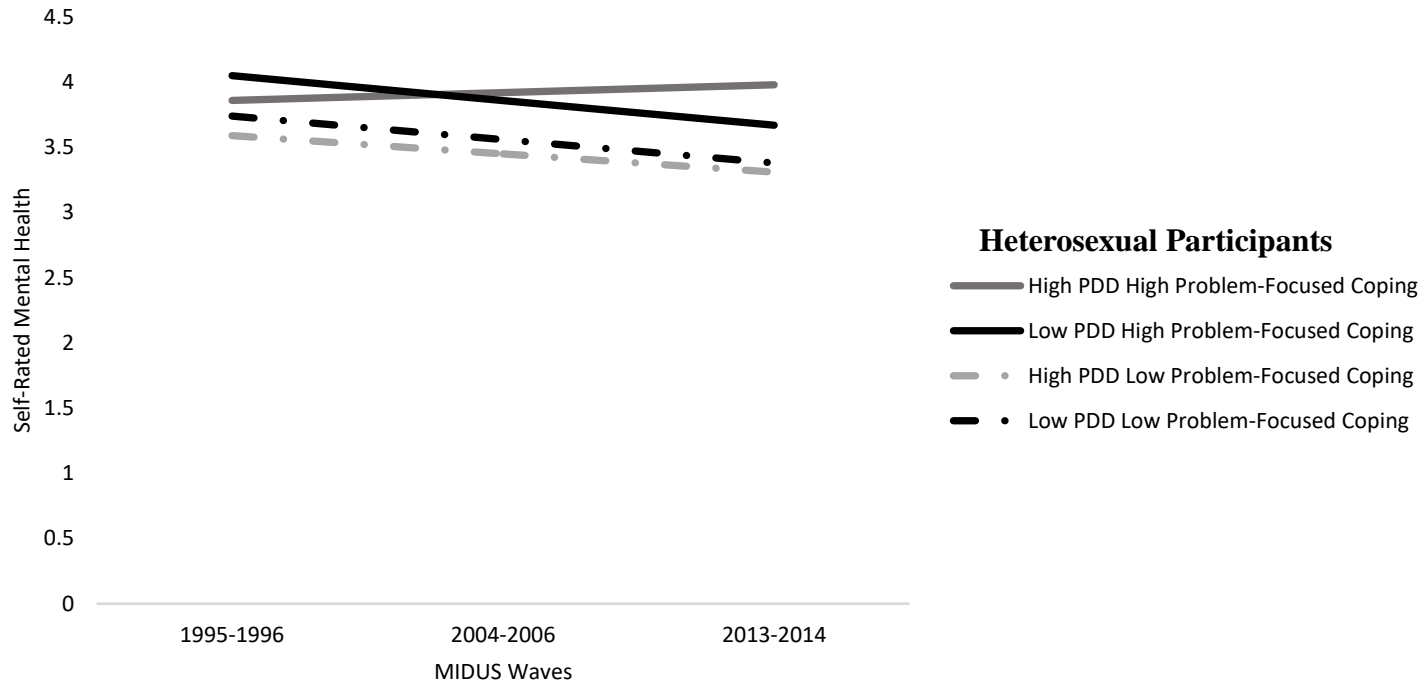 4.5
4
3.5
3
2.5
2
1.5
1
0.5
0
Self-Rated Mental Health
1995-1996
2004-2006
2013-2014
MIDUS Waves
Heterosexual Participants
High PDD High Problem-Focused Coping
Low PDD High Problem-Focused Coping
High PDD Low Problem-Focused Coping
Low PDD Low Problem-Focused Coping